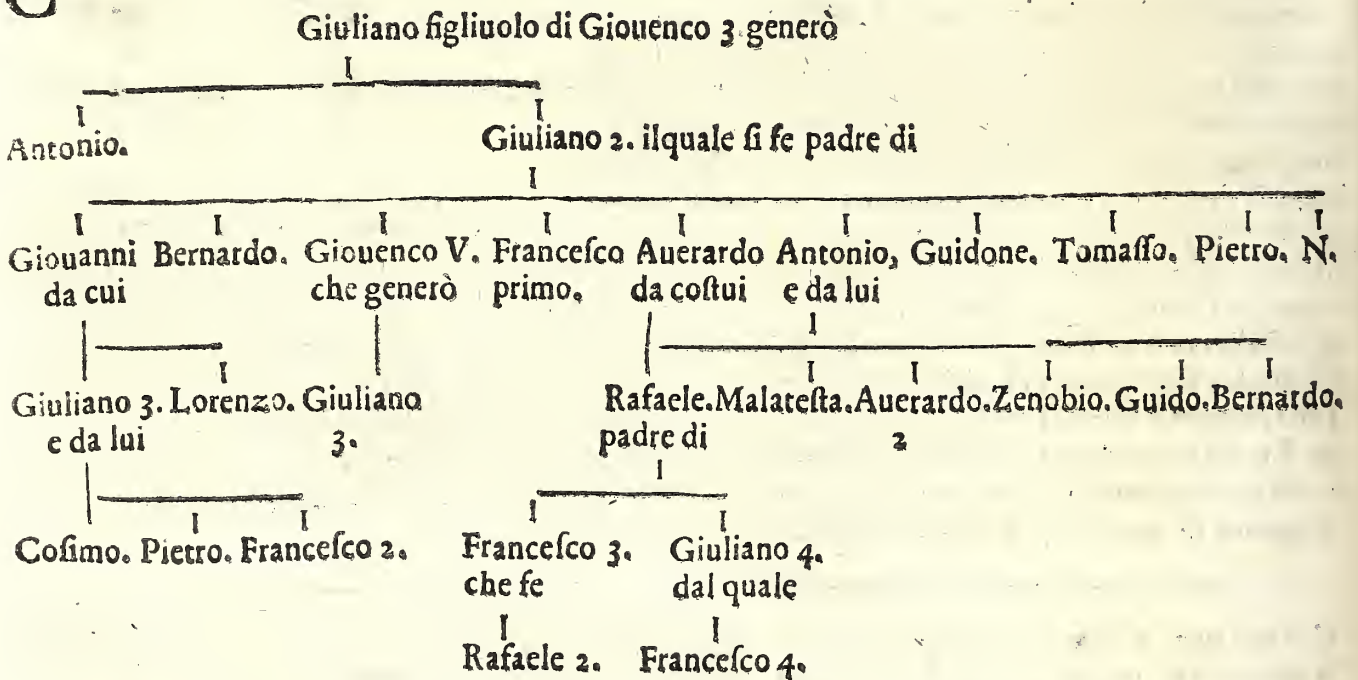 G
Giuliano figliuolo di Giouenco 3 generò
Antonio.
Giuliano 2. ilquale ſi fe padre di
Giouanni Bernardo. Giouenco V. Franceſco Auerardo Antonio, Guidone. Tomaſſo. Pietro. N.
da cui che generò primo. da coſtui e da lui
Giuliano 3. Lorenzo. Giuliano Rafaele. Malateſta. Auerardo. Zenobio. Guido. Bernardo.
e da lui 3. padre di 2
Coſimo. Pietro. Franceſco 2. Franceſco 3. Giuliano 4.
che fe dal quale
Rafaele 2. Franceſco 4.